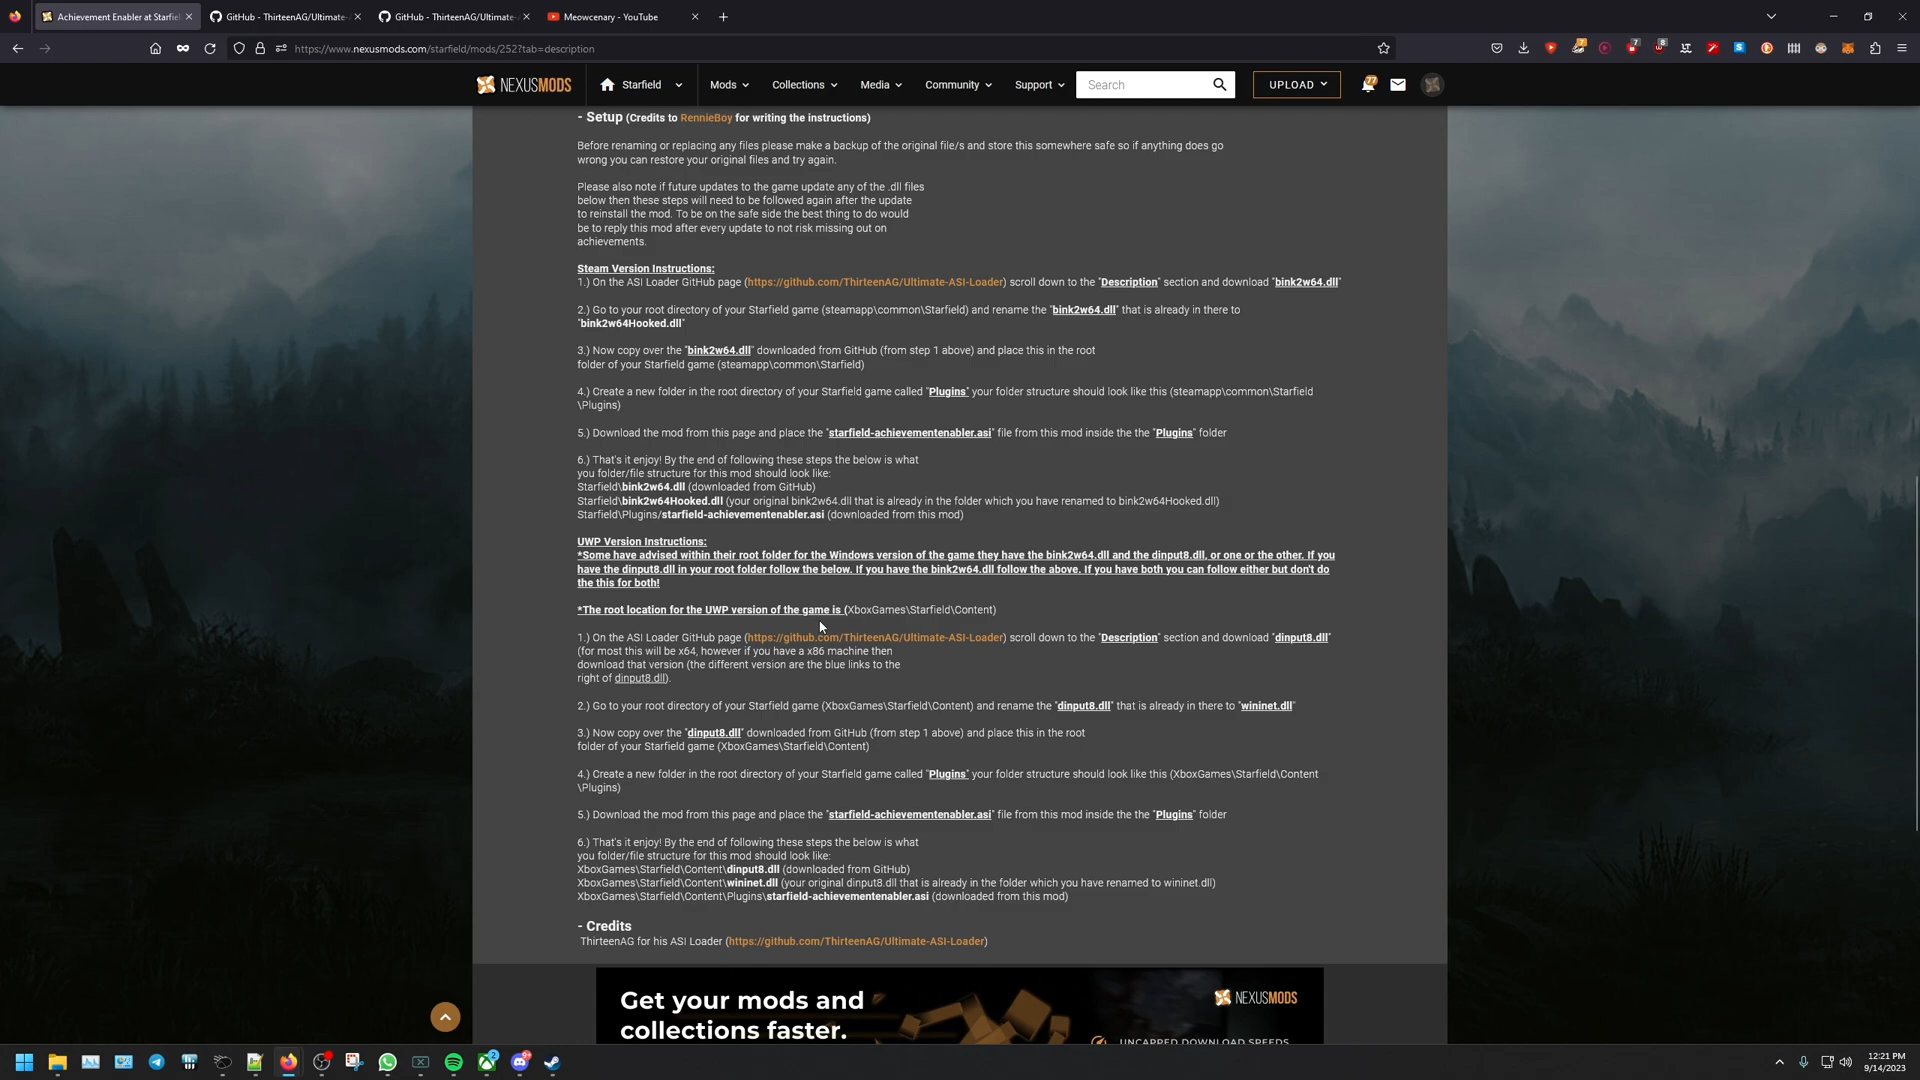 Achievement Enabler at Starfiel
GitHub - ThirteenAG/Ultimate-
GitHub - ThirteenAG/Ultimate-
Meowcenary - YouTube
https://www.nexusmods.com/starfield/mods/252?tab=description
7
7
8
NEXUSMODS
Starfield
Mods
Collections
Media
Community
Support
Search
UPLOAD
77
- Setup (Credits to RennieBoy for writing the instructions)
Before renaming or replacing any files please make a backup of the original file/s and store this somewhere safe so if anything does go
wrong you can restore your original files and try again.
Please also note if future updates to the game update any of the .dll files
below then these steps will need to be followed again after the update
to reinstall the mod. To be on the safe side the best thing to do would
be to reply this mod after every update to not risk missing out on
achievements.
Steam Version Instructions:
1.) On the ASI Loader GitHub page (https://github.com/ThirteenAG/Ultimate-ASI-Loader) scroll down to the "Description" section and download "bink2w64.dll"
2.) Go to your root directory of your Starfield game (steamapp\common\Starfield) and rename the "bink2w64.dll" that is already in there to
"bink2w64Hooked.dll"
3.) Now copy over the "bink2w64.dll" downloaded from GitHub (from step 1 above) and place this in the root
folder of your Starfield game (steamapp\common\Starfield)
4.) Create a new folder in the root directory of your Starfield game called "Plugins" your folder structure should look like this (steamapp\common\Starfield
\Plugins)
5.) Download the mod from this page and place the "starfield-achievementenabler.asi" file from this mod inside the the "Plugins" folder
6.) That's it enjoy! By the end of following these steps the below is what
you folder/file structure for this mod should look like:
Starfield\bink2w64.dll (downloaded from GitHub)
Starfield\bink2w64Hooked.dll (your original bink2w64.dll that is already in the folder which you have renamed to bink2w64Hooked.dll)
Starfield\Plugins/starfield-achievementenabler.asi (downloaded from this mod)
UWP Version Instructions:
*Some have advised within their root folder for the Windows version of the game they have the bink2w64.dll and the dinput8.dll, or one or the other. If you
have the dinput8.dll in your root folder follow the below. If you have the bink2w64.dll follow the above. If you have both you can follow either but don't do
the this for both!
*The root location for the UWP version of the game is (XboxGames\Starfield\Content)
1.) On the ASI Loader GitHub page (https://github.com/ThirteenAG/Ultimate-ASI-Loader) scroll down to the "Description" section and download "dinput8.dll"
(for most this will be x64, however if you have a x86 machine then
download that version (the different version are the blue links to the
right of dinput8.dll).
2.) Go to your root directory of your Starfield game (XboxGames\Starfield\Content) and rename the "dinput8.dll" that is already in there to "wininet.dll"
3.) Now copy over the "dinput8.dll" downloaded from GitHub (from step 1 above) and place this in the root
folder of your Starfield game (XboxGames\Starfield\Content)
4.) Create a new folder in the root directory of your Starfield game called "Plugins" your folder structure should look like this (XboxGames\Starfield\Content
\Plugins)
5.) Download the mod from this page and place the "starfield-achievementenabler.asi" file from this mod inside the the "Plugins" folder
6.) That's it enjoy! By the end of following these steps the below is what
you folder/file structure for this mod should look like:
XboxGames\Starfield\Content\dinput8.dll (downloaded from GitHub)
XboxGames\Starfield\Content\wininet.dll (your original dinput8.dll that is already in the folder which you have renamed to wininet.dll)
XboxGames\Starfield\Content\Plugins\starfield-achievementenabler.asi (downloaded from this mod)
- Credits
ThirteenAG for his ASI Loader (https://github.com/ThirteenAG/Ultimate-ASI-Loader)
Get your mods and
collections faster.
NEXUSMODS
UNCAPPED DOWNLOAD SPEEDS
2
9+
12:21 PM
9/14/2023